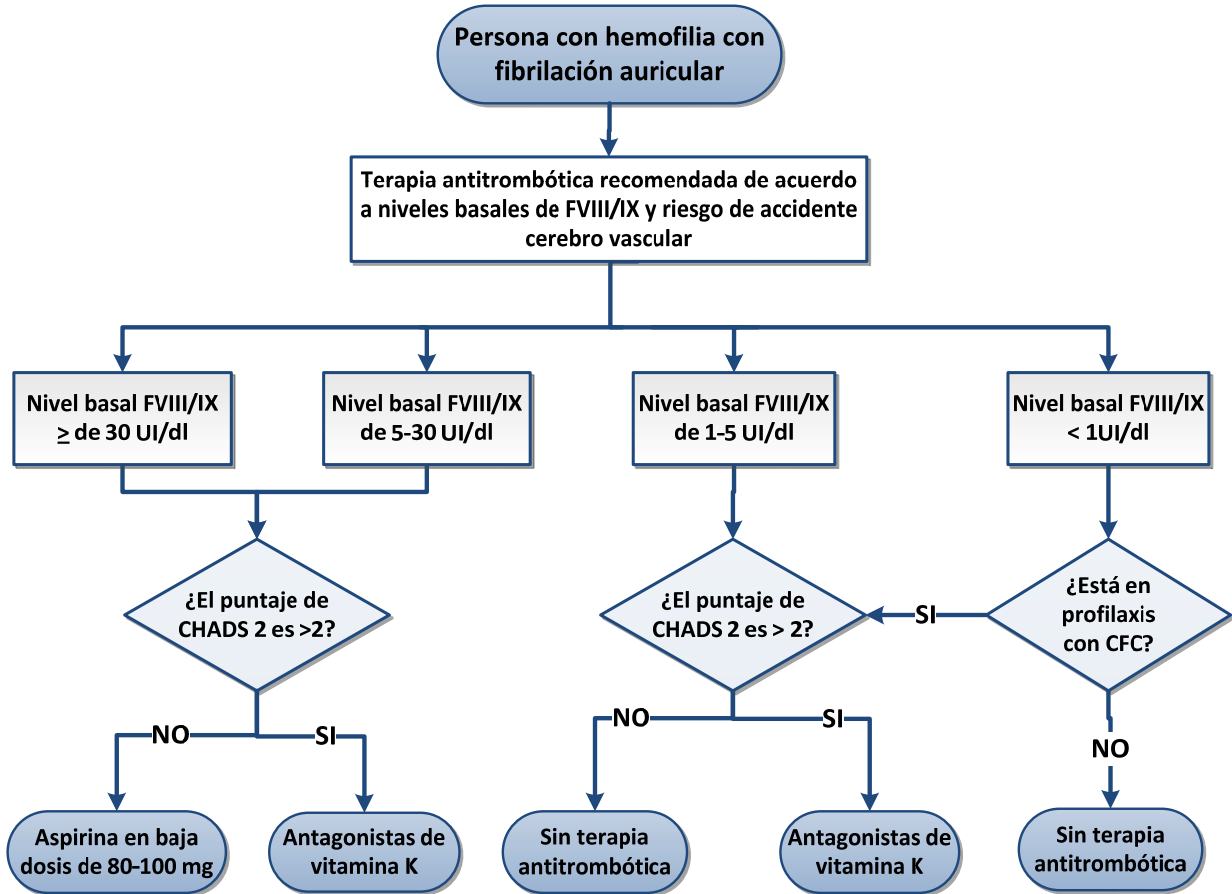 Persona con hemofilia con
fibrilación auricular
Terapia antitrombótica recomendada de acuerdo
a niveles basales de FVIII/IX y riesgo de accidente
cerebro vascular
Nivel basal FVIII/IX
≥ de 30 UI/dl
Nivel basal FVIII/IX
de 5-30 UI/dl
Nivel basal FVIII/IX
de 1-5 UI/dl
Nivel basal FVIII/IX
< 1UI/dl
¿El puntaje de
CHADS 2 es >2?
¿El puntaje de
CHADS 2 es > 2?
SI
¿Está en
profilaxis
con CFC?
NO
SI
NO
SI
NO
Aspirina en baja
dosis de 80-100 mg
Antagonistas de
vitamina K
Sin terapia
antitrombótica
Antagonistas de
vitamina K
Sin terapia
antitrombótica